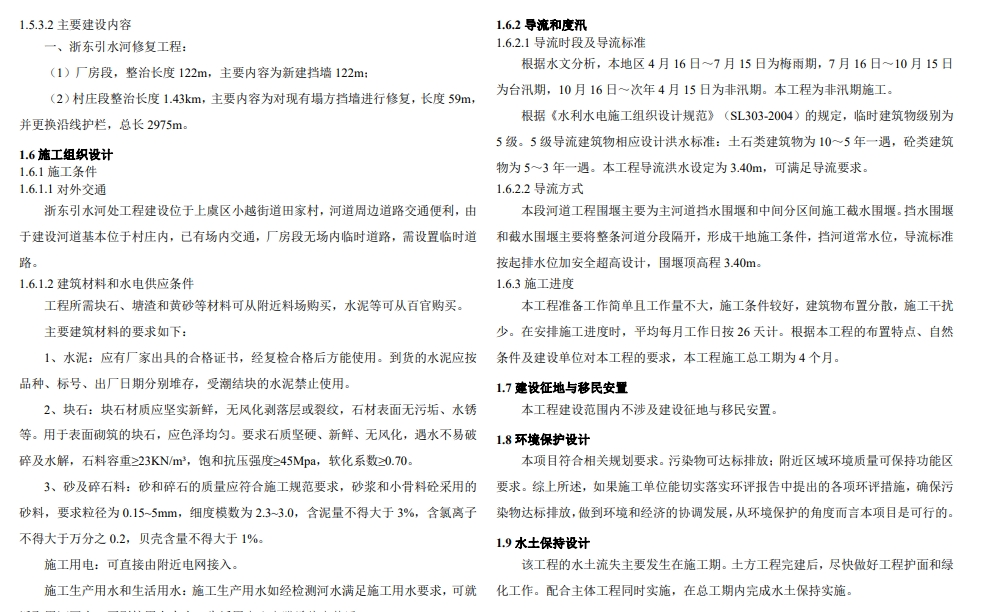 1.5.3.2 主要建设内容
一、浙东引水河修复工程：
（1）厂房段，整治长度 122m，主要内容为新建挡墙 122m；
（2）村庄段整治长度 1.43km，主要内容为对现有塌方挡墙进行修复，长度 59m，
并更换沿线护栏，总长 2975m。
1.6 施工组织设计
1.6.1 施工条件
1.6.1.1 对外交通
浙东引水河处工程建设位于上虞区小越街道田家村，河道周边道路交通便利，由
于建设河道基本位于村庄内，已有场内交通，厂房段无场内临时道路，需设置临时道
路。
1.6.1.2 建筑材料和水电供应条件
工程所需块石、塘渣和黄砂等材料可从附近料场购买，水泥等可从百官购买。
主要建筑材料的要求如下：
1、水泥：应有厂家出具的合格证书，经复检合格后方能使用。到货的水泥应按
品种、标号、出厂日期分别堆存，受潮结块的水泥禁止使用。
2、块石：块石材质应坚实新鲜，无风化剥落层或裂纹，石材表面无污垢、水锈
等。用于表面砌筑的块石，应色泽均匀。要求石质坚硬、新鲜、无风化，遇水不易破
碎及水解，石料容重≥23KN/m³，饱和抗压强度≥45Mpa，软化系数≥0.70。
3、砂及碎石料：砂和碎石的质量应符合施工规范要求，砂浆和小骨料砼采用的
砂料，要求粒径为 0.15~5mm，细度模数为 2.3~3.0，含泥量不得大于 3%，含氯离子
不得大于万分之 0.2，贝壳含量不得大于 1%。
施工用电：可直接由附近电网接入。
施工生产用水和生活用水：施工生产用水如经检测河水满足施工用水要求，可就
1.6.2 导流和度汛
1.6.2.1 导流时段及导流标准
根据水文分析，本地区 4 月 16 日～7 月 15 日为梅雨期，7 月 16 日～10 月 15 日
为台汛期，10 月 16 日～次年 4 月 15 日为非汛期。本工程为非汛期施工。
根据《水利水电施工组织设计规范》（SL303-2004）的规定，临时建筑物级别为
5 级。5 级导流建筑物相应设计洪水标准：土石类建筑物为 10～5 年一遇，砼类建筑
物为 5～3 年一遇。本工程导流洪水设定为 3.40m，可满足导流要求。
1.6.2.2 导流方式
本段河道工程围堰主要为主河道挡水围堰和中间分区间施工截水围堰。挡水围堰
和截水围堰主要将整条河道分段隔开，形成干地施工条件，挡河道常水位，导流标准
按起排水位加安全超高设计，围堰顶高程 3.40m。
1.6.3 施工进度
本工程准备工作简单且工作量不大，施工条件较好，建筑物布置分散，施工干扰
少。在安排施工进度时，平均每月工作日按 26 天计。根据本工程的布置特点、自然
条件及建设单位对本工程的要求，本工程施工总工期为 4 个月。
1.7 建设征地与移民安置
本工程建设范围内不涉及建设征地与移民安置。
1.8 环境保护设计
本项目符合相关规划要求。污染物可达标排放；附近区域环境质量可保持功能区
要求。综上所述，如果施工单位能切实落实环评报告中提出的各项环评措施，确保污
染物达标排放，做到环境和经济的协调发展，从环境保护的角度而言本项目是可行的。
1.9 水土保持设计
该工程的水土流失主要发生在施工期。土方工程完建后，尽快做好工程护面和绿
化工作。配合主体工程同时实施，在总工期内完成水土保持实施。